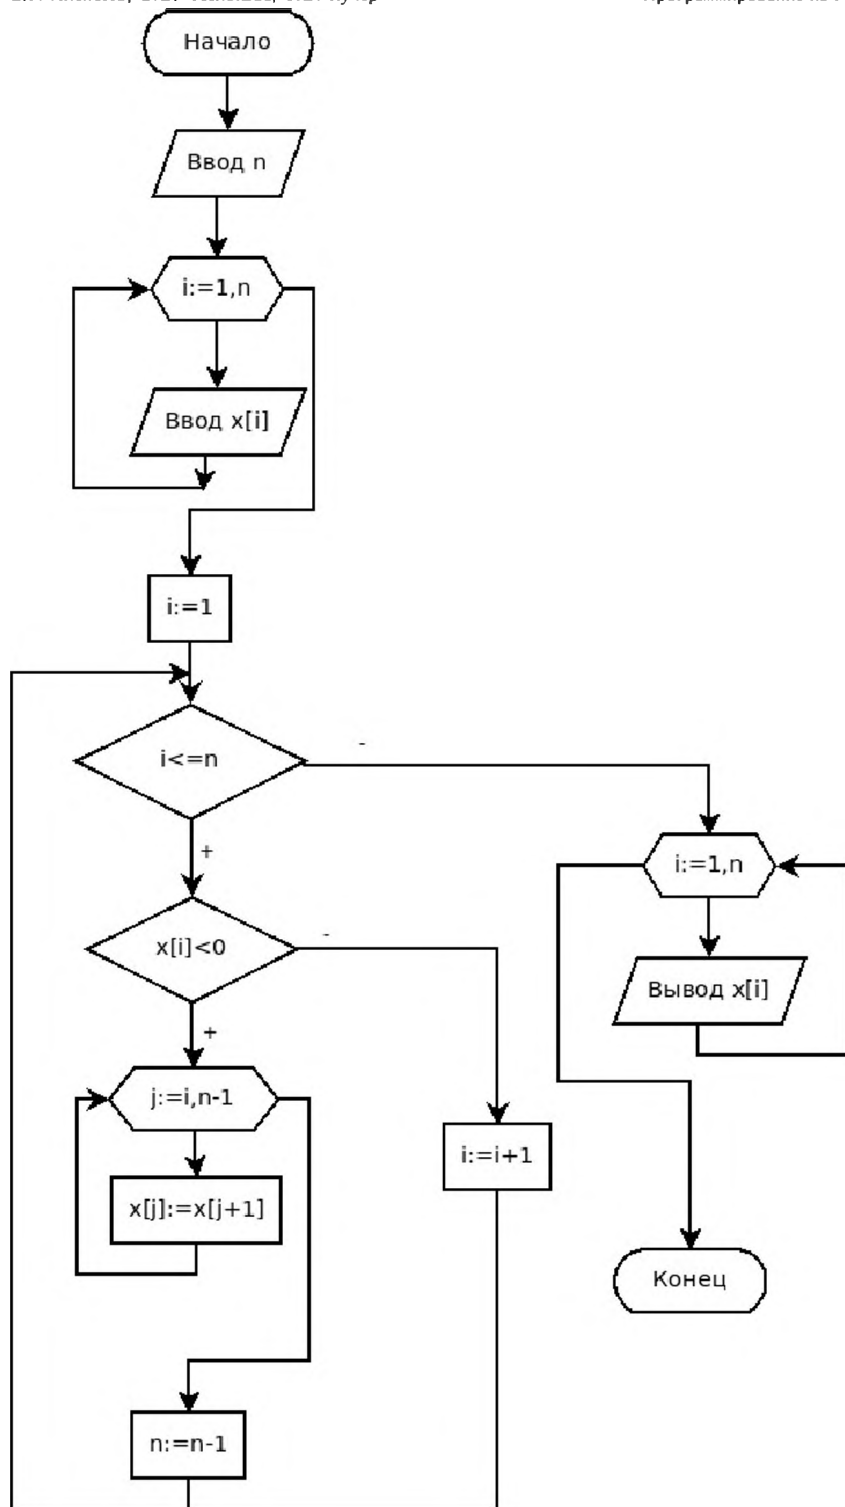 Начало
Ввод n
i:=1,n
Ввод x[i]
i:=1
i<=n
-
+
i:=1,n
x[i]<0
-
Вывод x[i]
+
j:=i,n-1
i:=i+1
x[j]:=x[j+1]
Конец
n:=n-1